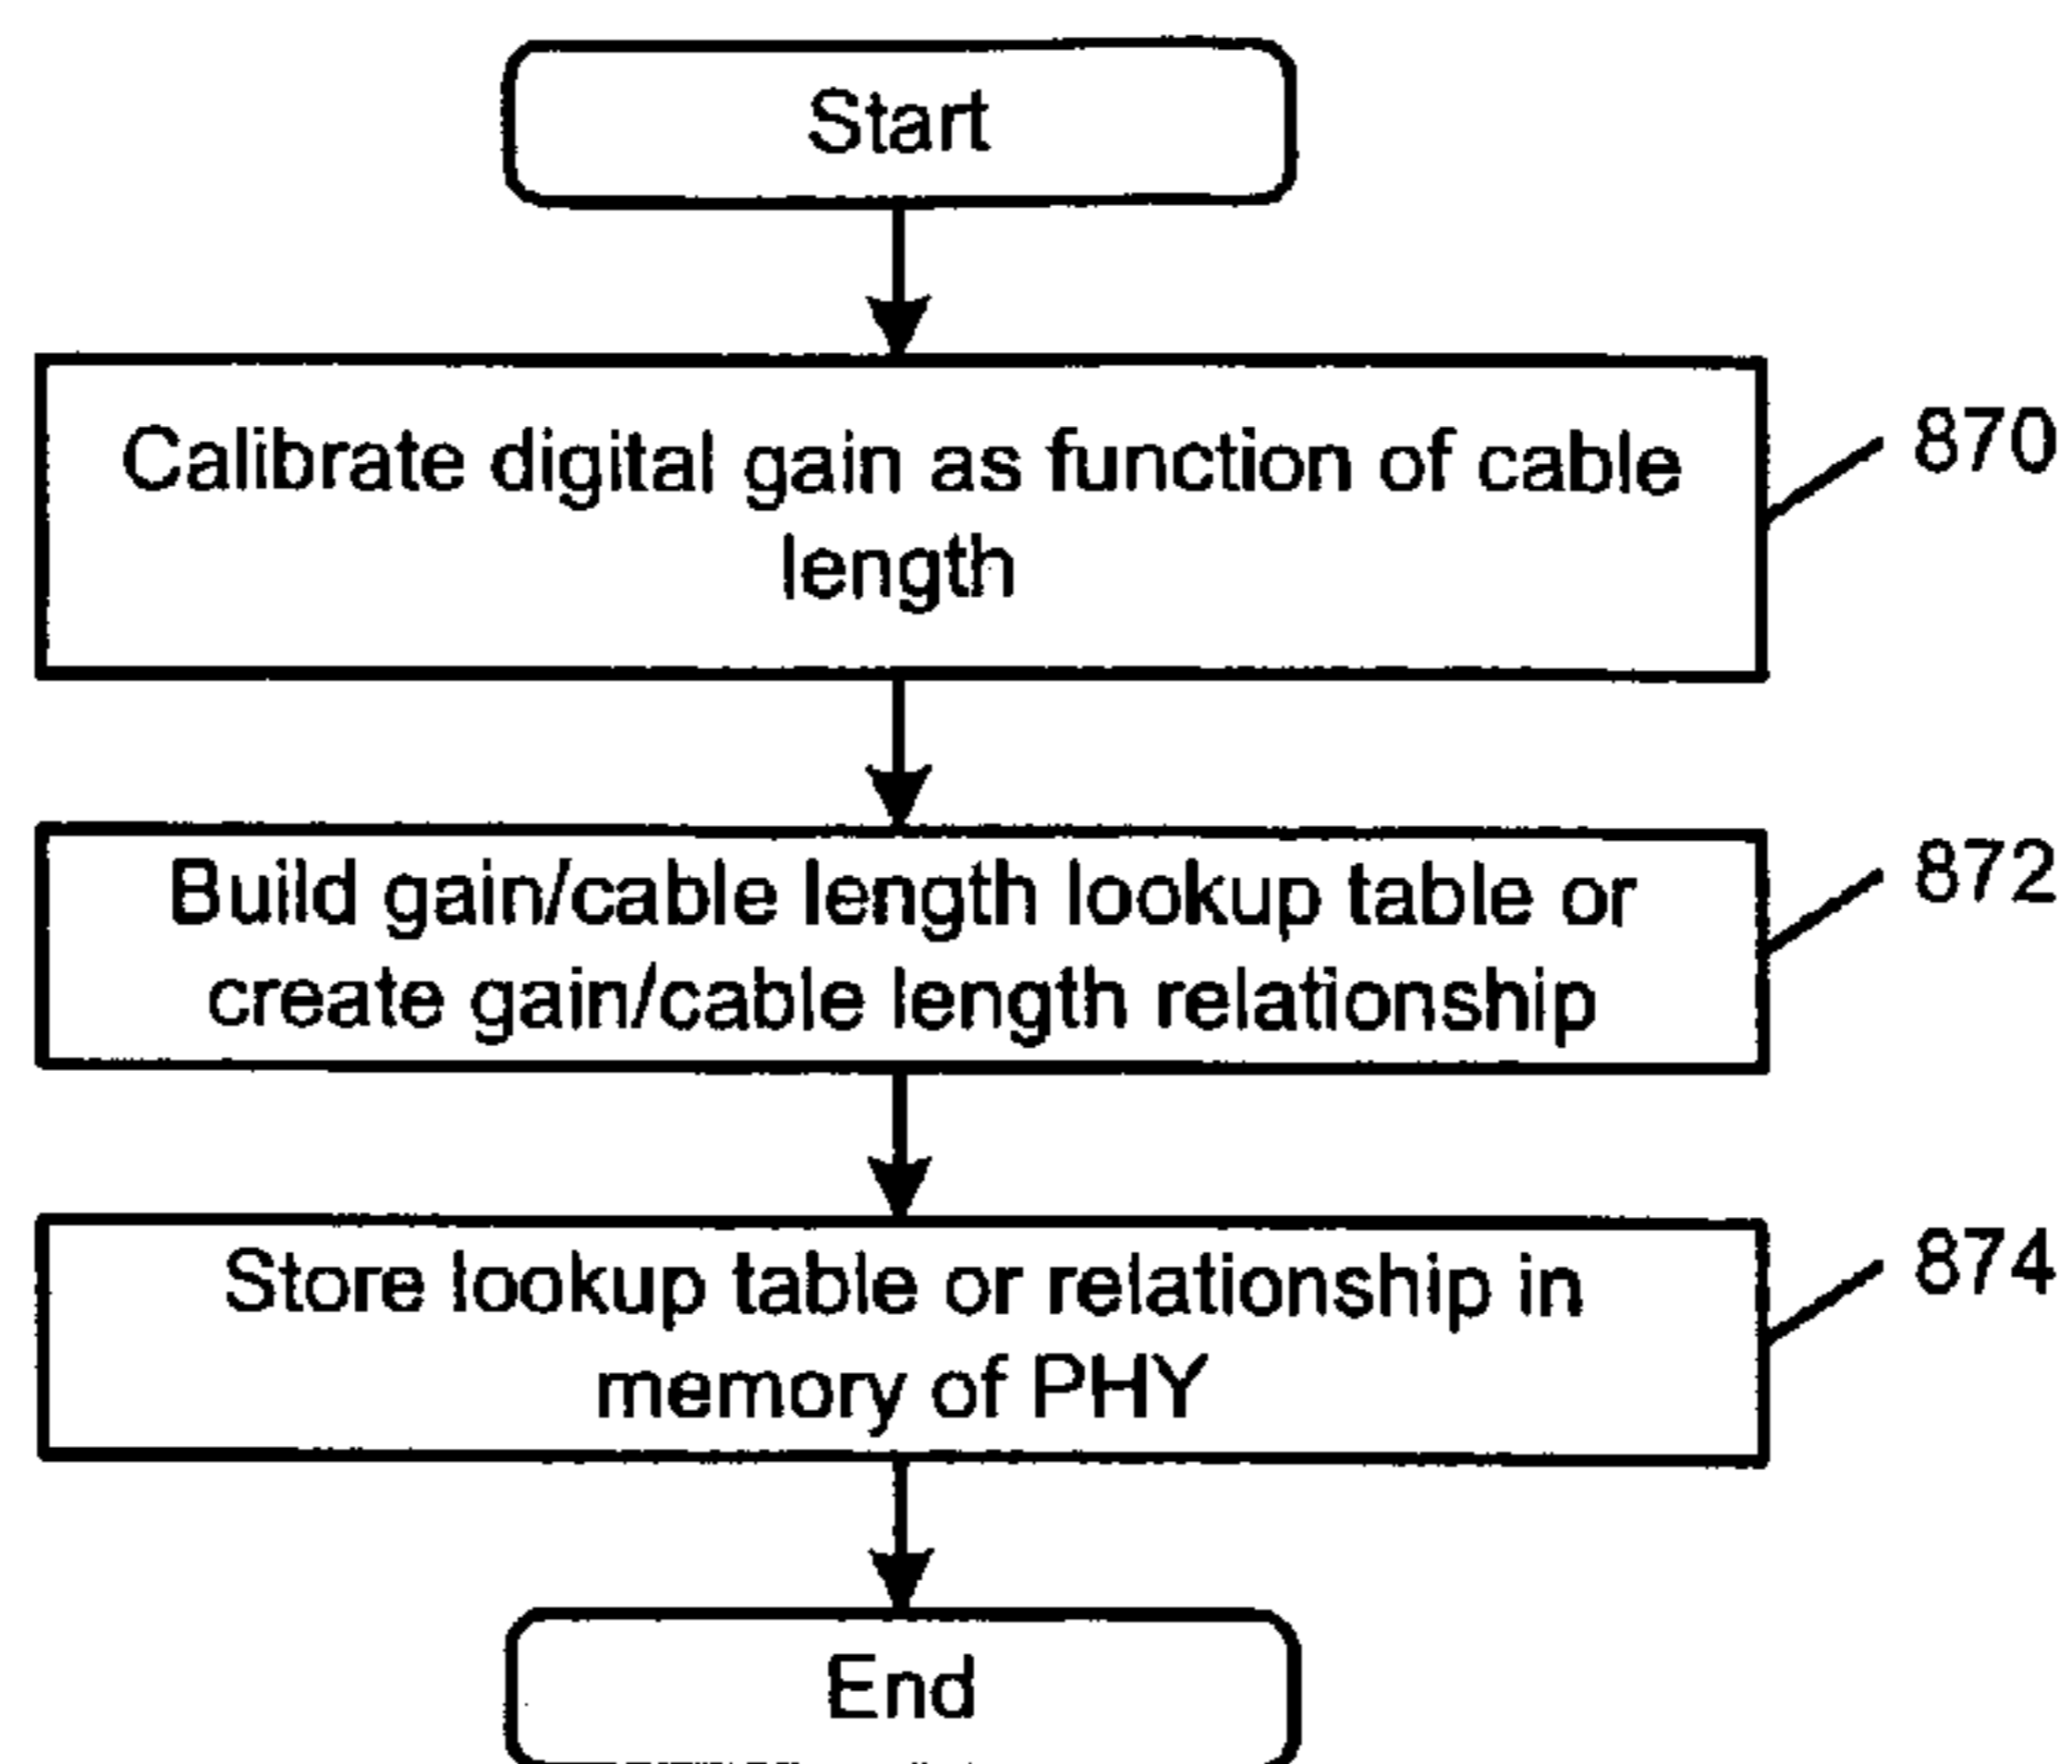 Start
Calibrate digital gain as function of cable
length
870
Build gain/cable length lookup table or
create gain/cable length relationship
872
Store lookup table or relationship in
memory of PHY
874
End